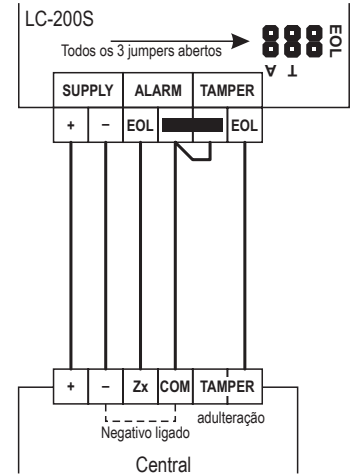 LC-200S
Todos os 3 jumpers abertos
EOL
A T
SUPPLY ALARM TAMPER
+ – EOL EOL
+ – Zx COM TAMPER
adulteração
Negativo ligado
Central